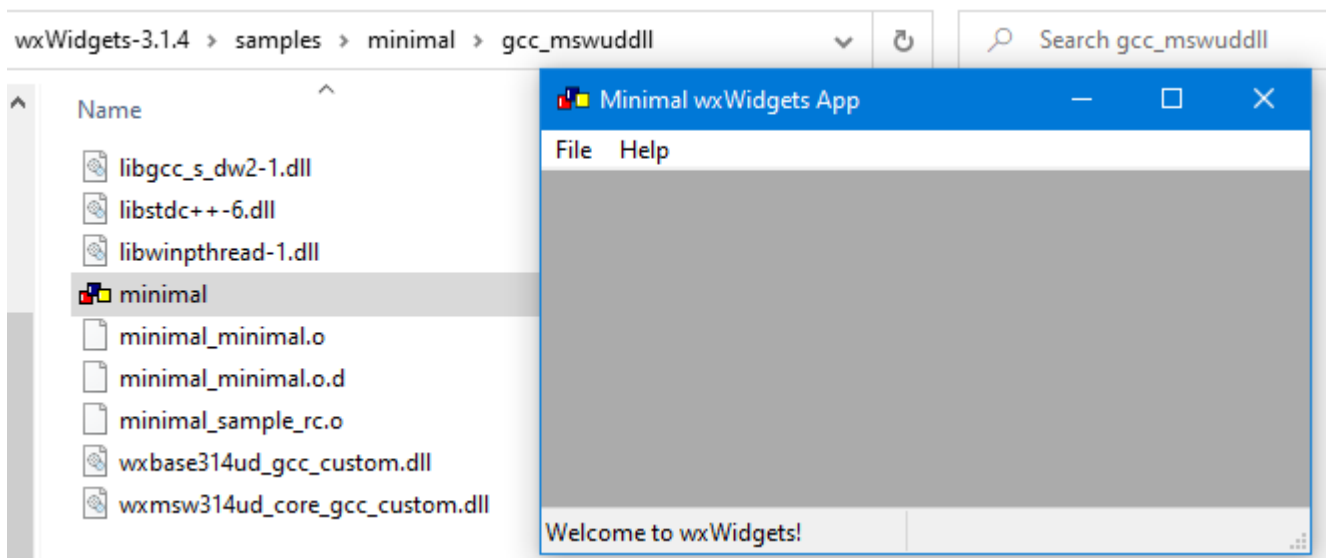 wxWidgets-3.1.4 > samples > minimal > gcc_mswuddll
Search gcc_mswuddll
Name
libgcc_s_dw2-1.dll
libstdc++-6.dll
libwinpthread-1.dll
minimal
minimal_minimal.o
minimal_minimal.o.d
minimal_sample_rc.o
wxbase314ud_gcc_custom.dll
wxmsw314ud_core_gcc_custom.dll
Minimal wxWidgets App
File Help
Welcome to wxWidgets!